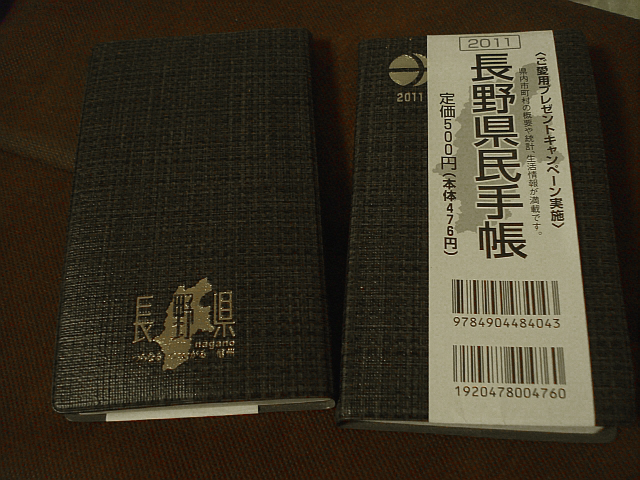 長野県
nagano
2011
2011
〈ご愛用プレゼントキャンペーン実施〉
県内市町村の概要や統計、生活情報が満載です。
長野県民手帳
定価500円(本体476円)
9784904484043
1920478004760